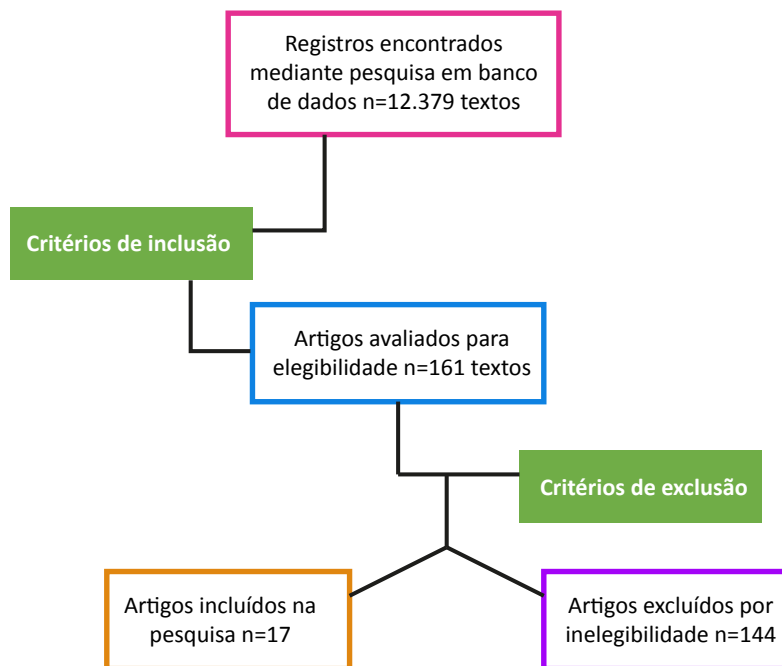 Registros encontrados
mediante pesquisa em banco
de dados n=12.379 textos
Critérios de inclusão
Artigos avaliados para
elegibilidade n=161 textos
Critérios de exclusão
Artigos incluídos na
pesquisa n=17
Artigos excluídos por
inelegibilidade n=144